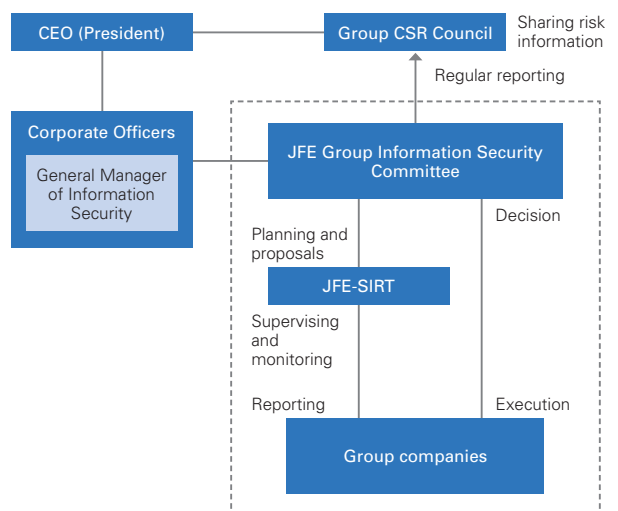 CEO (President)
Group CSR Council
Sharing risk
information
Regular reporting
Corporate Officers
General Manager
of Information
Security
JFE Group Information Security
Committee
Decision
Planning and
proposals
JFE-SIRT
Supervising
and
monitoring
Reporting
Execution
Group companies